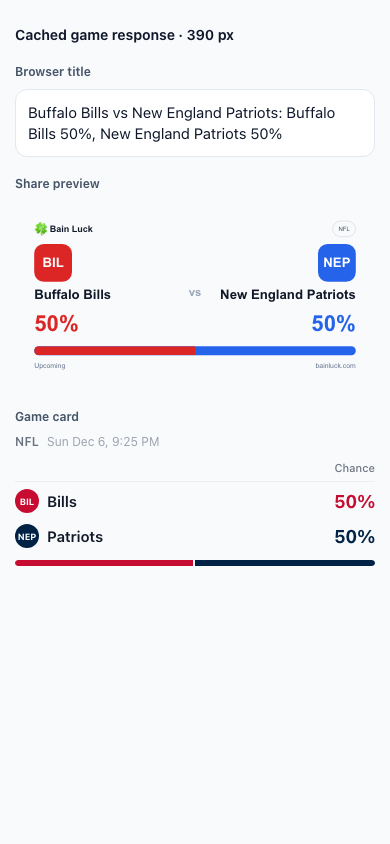 Cached game response · 390 px
Browser title
Buffalo Bills vs New England Patriots: Buffalo
Bills 50%, New England Patriots 50%
Share preview
Bain Luck
NFL
BIL
NEP
Buffalo Bills
vs
New England Patriots
50%
50%
Upcoming
bainluck.com
Game card
NFL Sun Dec 6, 9:25 PM
Chance
BIL Bills 50%
NEP Patriots 50%